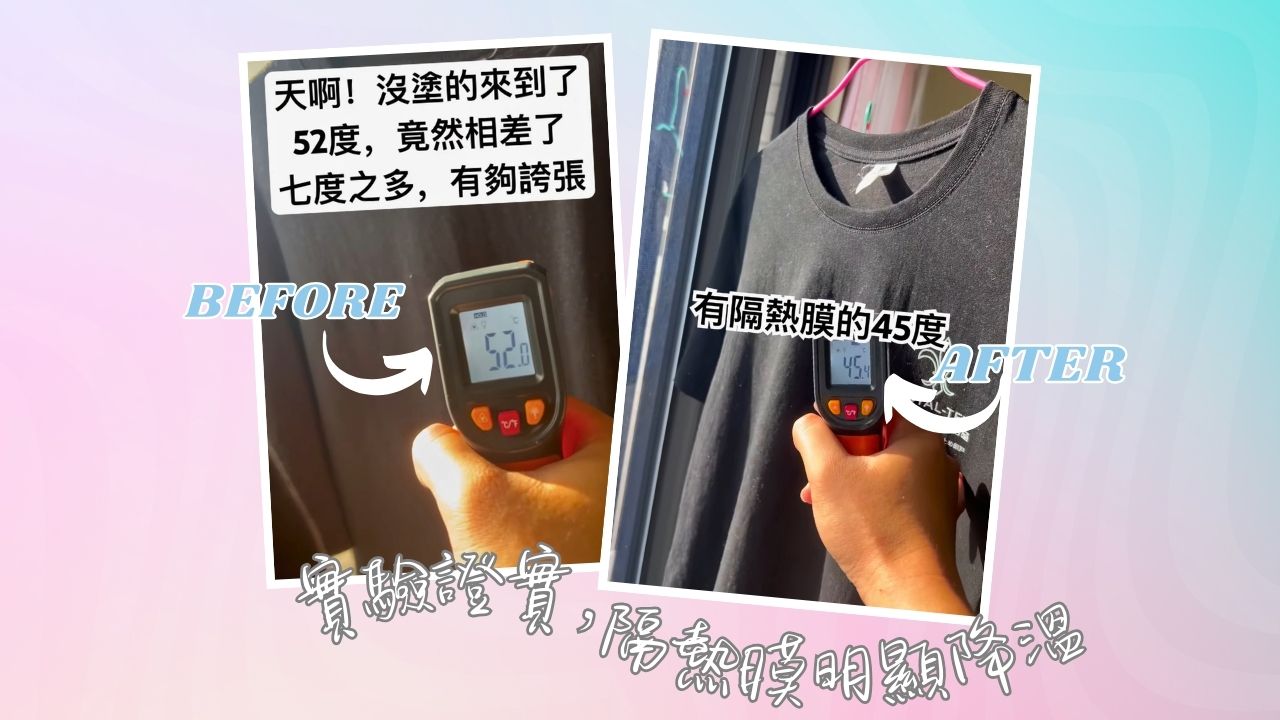 天啊！沒塗的來到了
52度，竟然相差了
七度之多，有夠誇張
BEFORE
52.0
°C/°F
有隔熱膜的45度
45.4
AFTER
實驗證實，隔熱膜明顯降溫